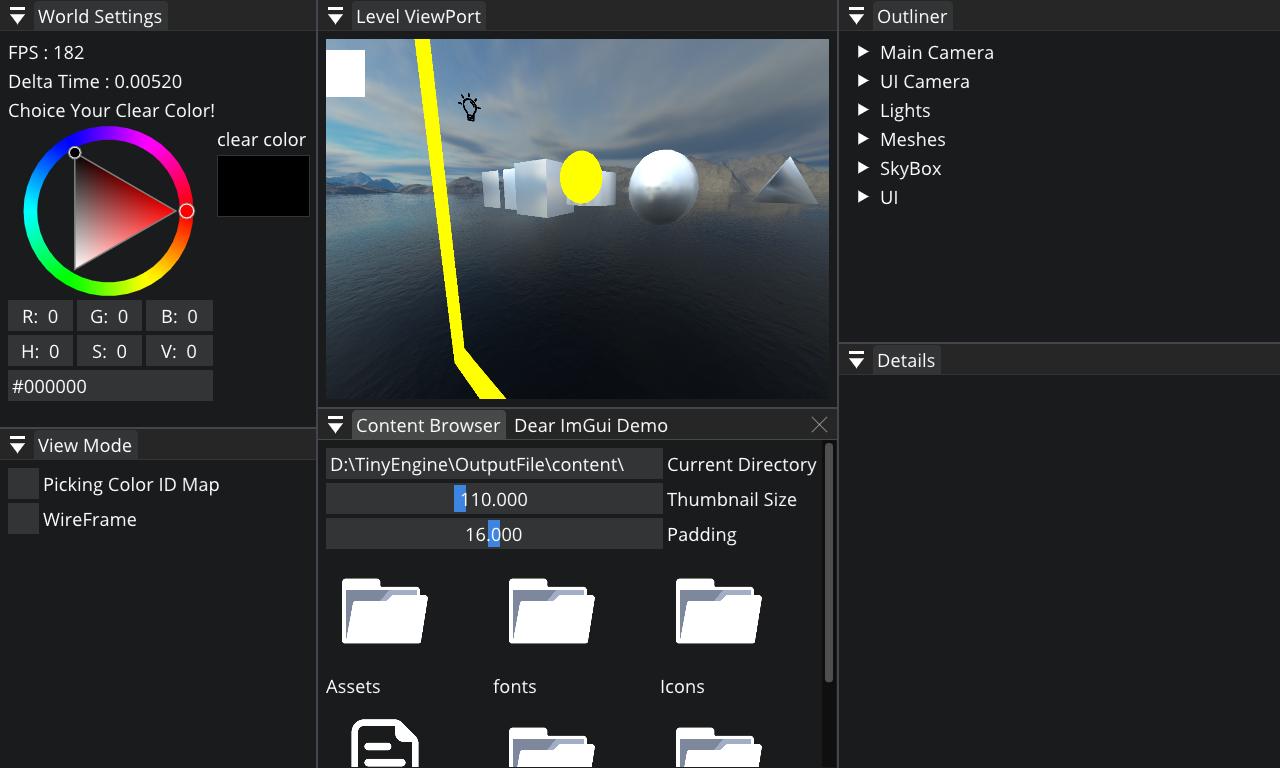 World Settings
FPS : 182
Delta Time : 0.00520
Choice Your Clear Color!
clear color
R: 0 G: 0 B: 0
H: 0 S: 0 V: 0
#000000
View Mode
Picking Color ID Map
WireFrame
Level ViewPort
Content Browser Dear ImGui Demo
D:\TinyEngine\OutputFile\content\ Current Directory
110.000 Thumbnail Size
16.000 Padding
Assets fonts Icons
Outliner
Main Camera
UI Camera
Lights
Meshes
SkyBox
UI
Details